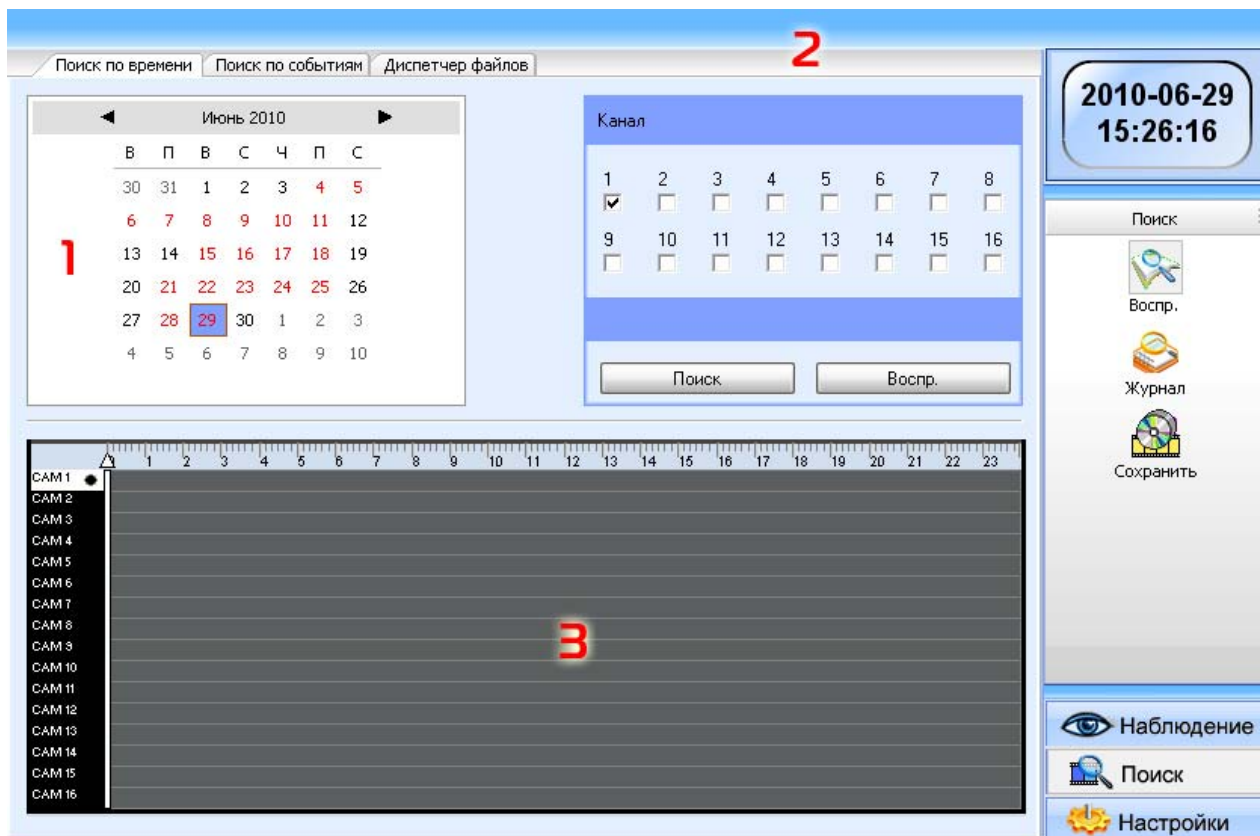 2
Поиск по времени Поиск по событиям Диспетчер файлов
2010-06-29
15:26:16
Июнь 2010
В П В С Ч П С
30 31 1 2 3 4 5
6 7 8 9 10 11 12
13 14 15 16 17 18 19
20 21 22 23 24 25 26
27 28 29 30 1 2 3
4 5 6 7 8 9 10
1
Канал
1 2 3 4 5 6 7 8
9 10 11 12 13 14 15 16
Поиск Воспр.
Поиск
Воспр.
Журнал
Сохранить
1 2 3 4 5 6 7 8 9 10 11 12 13 14 15 16 17 18 19 20 21 22 23
CAM 1
CAM 2
CAM 3
CAM 4
CAM 5
CAM 6
CAM 7
CAM 8
CAM 9
CAM 10
CAM 11
CAM 12
CAM 13
CAM 14
CAM 15
CAM 16
3
Наблюдение
Поиск
Настройки